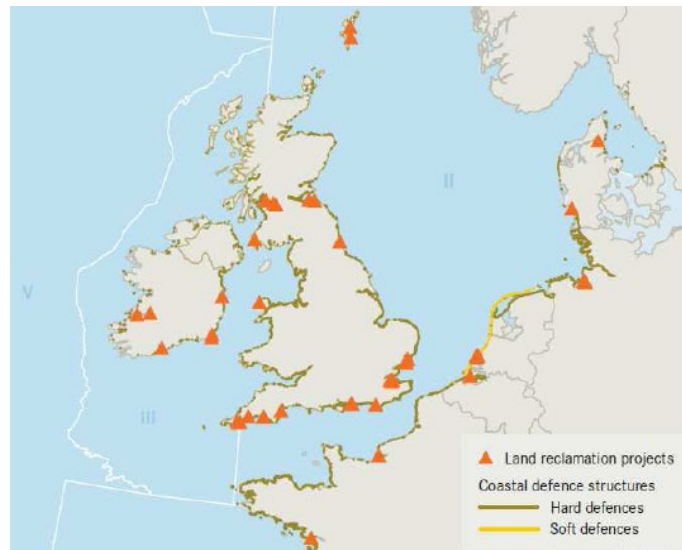 II
V
III
Land reclamation projects
Coastal defence structures
Hard defences
Soft defences